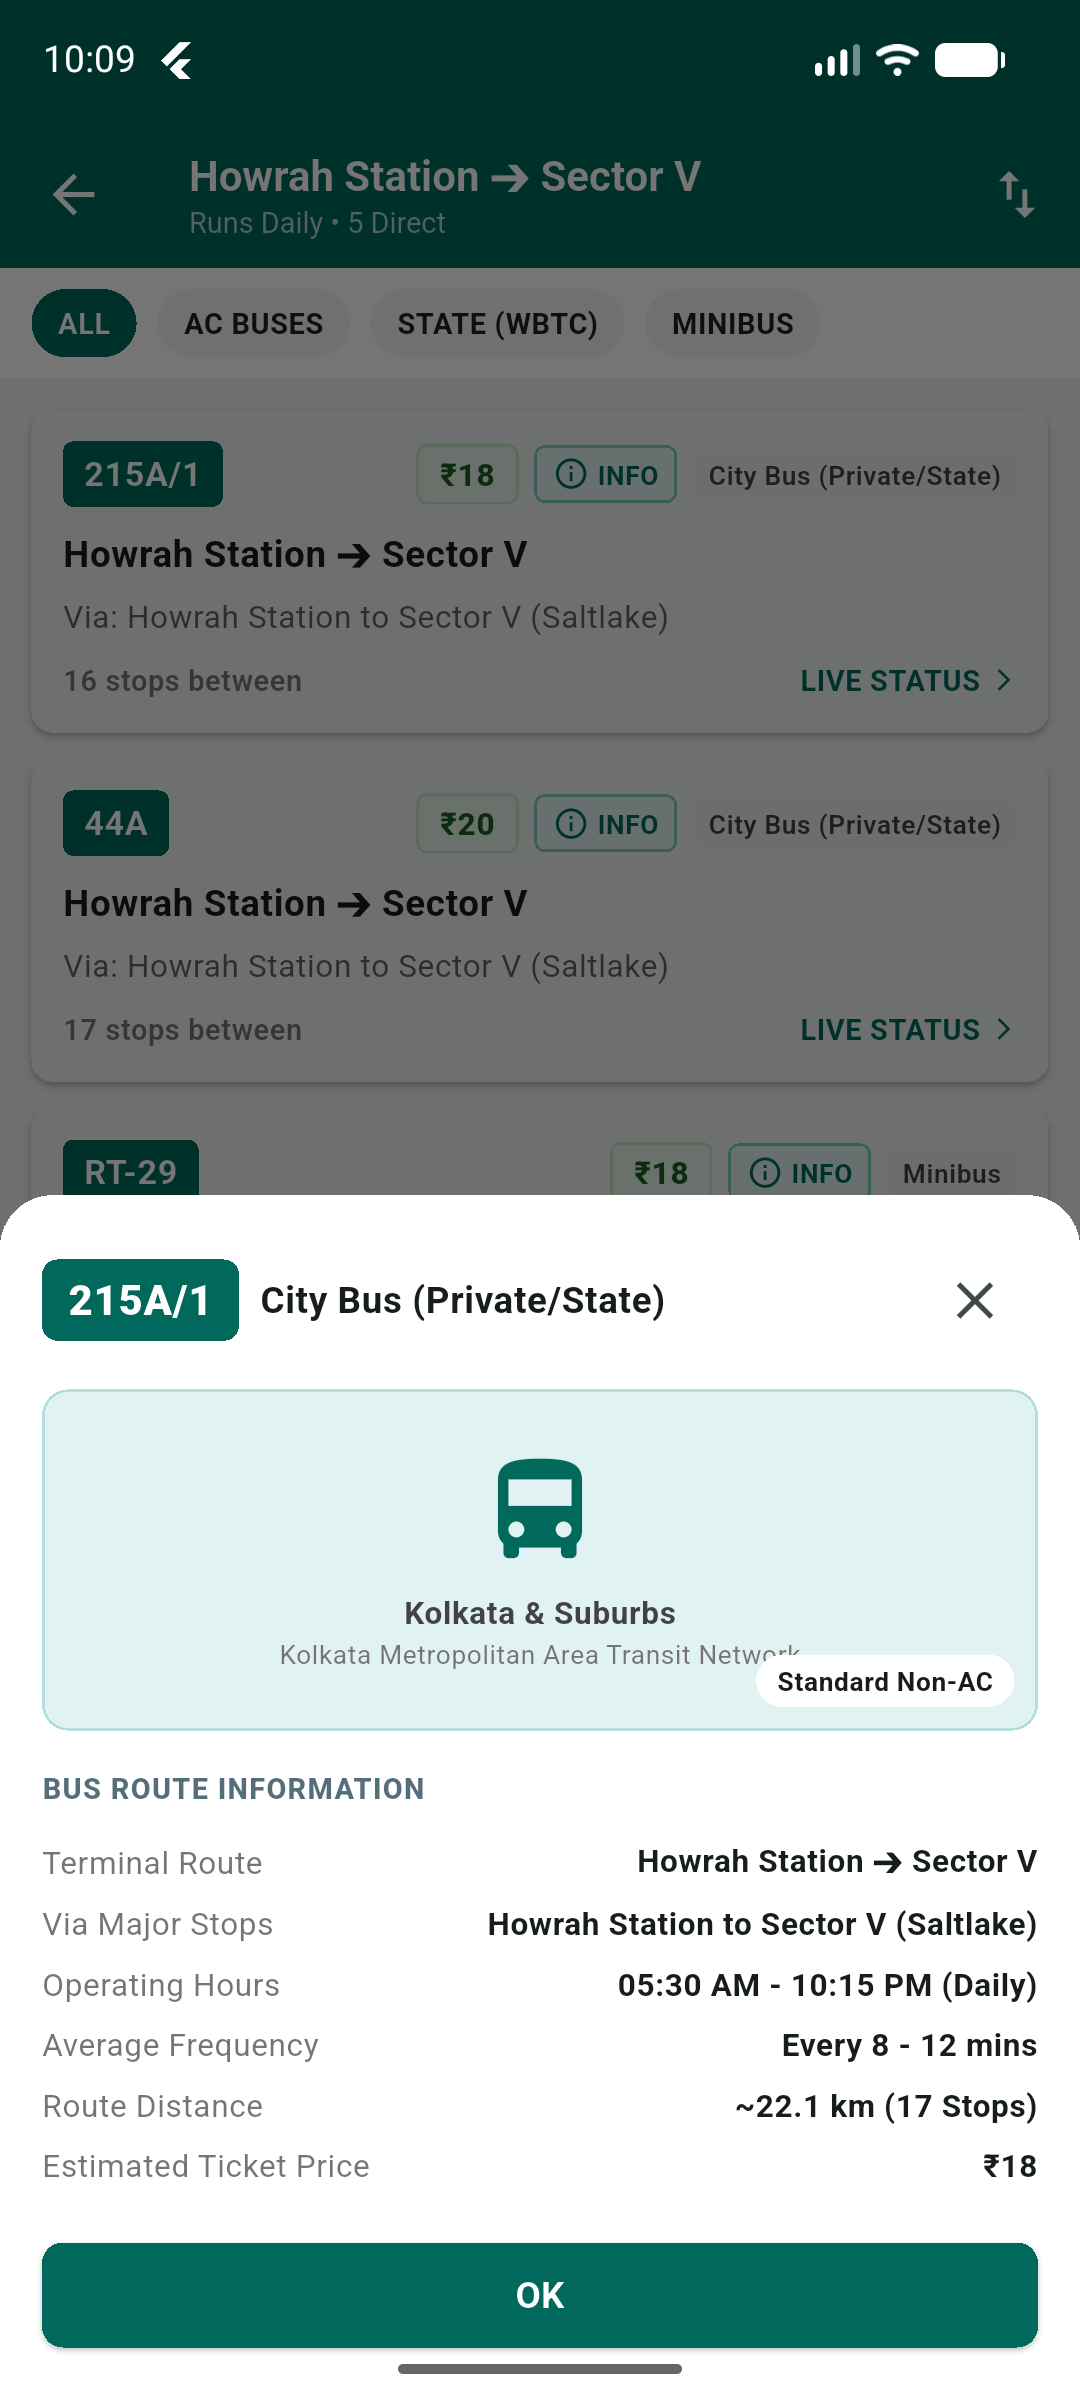 10:09
Howrah Station ➔ Sector V
Runs Daily • 5 Direct
ALL
AC BUSES
STATE (WBTC)
MINIBUS
215A/1
₹18
INFO
City Bus (Private/State)
Howrah Station ➔ Sector V
Via: Howrah Station to Sector V (Saltlake)
16 stops between
LIVE STATUS
44A
₹20
INFO
City Bus (Private/State)
Howrah Station ➔ Sector V
Via: Howrah Station to Sector V (Saltlake)
17 stops between
LIVE STATUS
RT-29
₹18
INFO
Minibus
215A/1
City Bus (Private/State)
Kolkata & Suburbs
Kolkata Metropolitan Area Transit Network
Standard Non-AC
BUS ROUTE INFORMATION
Terminal Route
Howrah Station ➔ Sector V
Via Major Stops
Howrah Station to Sector V (Saltlake)
Operating Hours
05:30 AM - 10:15 PM (Daily)
Average Frequency
Every 8 - 12 mins
Route Distance
~22.1 km (17 Stops)
Estimated Ticket Price
₹18
OK